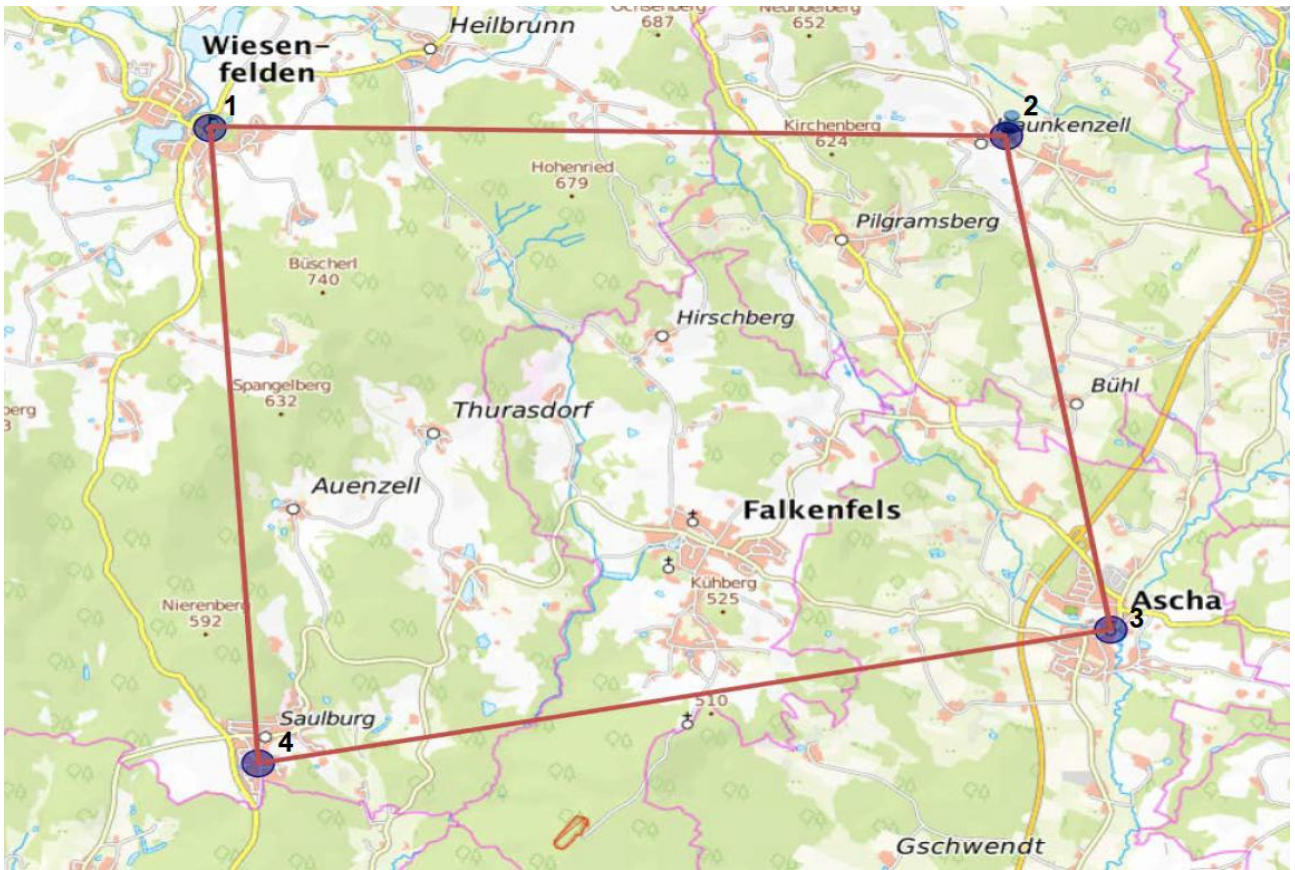 Heilbrunn
687
652
Wiesen-
felden
1
2
Kirchenberg
624
Hohenried
679
Pilgramsberg
Büscherl
740
Hirschberg
Spangelberg
632
Bühl
Thurasdorf
Auenzell
Falkenfels
Kühberg
525
Nierenberg
592
Ascha
3
510
Saulburg
4
Gschwendt